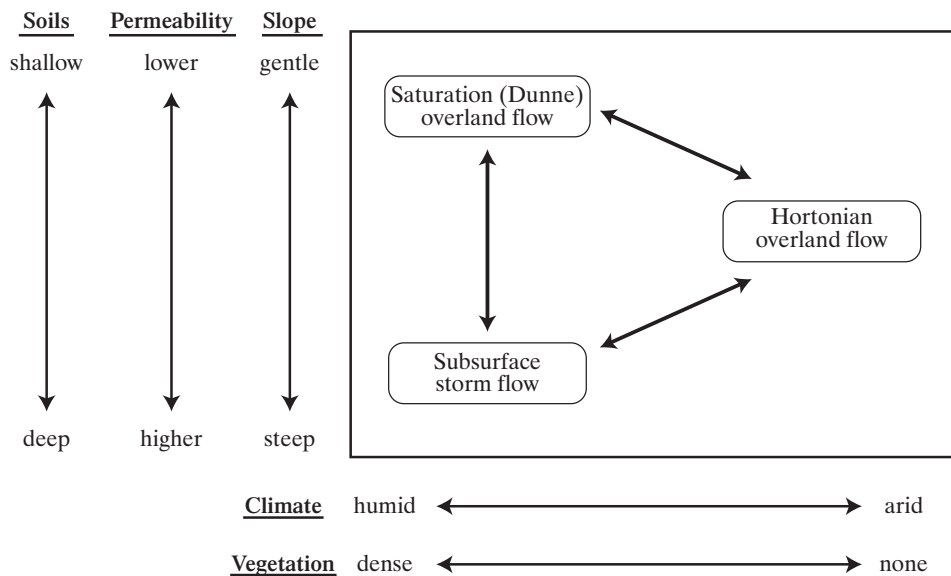 Soils Permeability Slope
shallow lower gentle
Saturation (Dunne)
overland flow
Hortonian
overland flow
Subsurface
storm flow
deep higher steep
Climate humid arid
Vegetation dense none